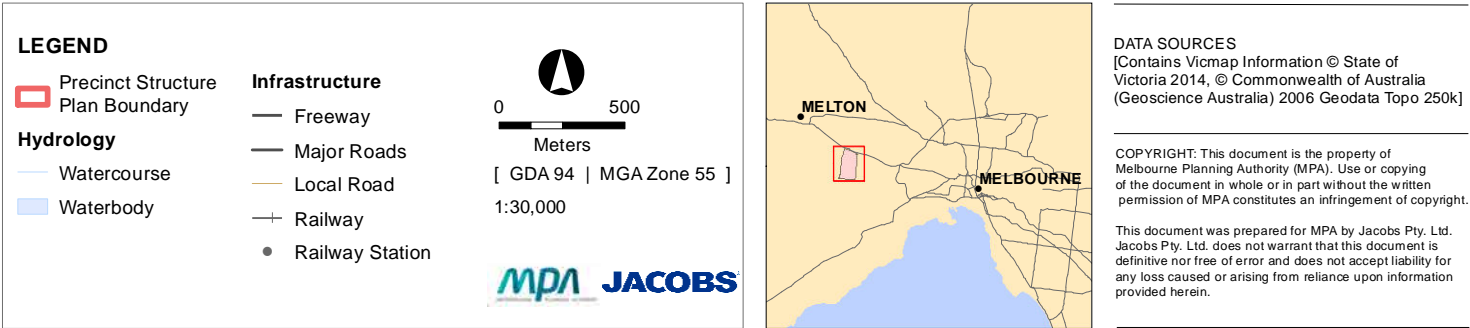 LEGEND
Precinct Structure
Plan Boundary
Hydrology
Watercourse
Waterbody
Infrastructure
Freeway
Major Roads
Local Road
Railway
Railway Station
0 500
Meters
[ GDA 94 | MGA Zone 55 ]
1:30,000
MPA JACOBS
MELTON
MELBOURNE
DATA SOURCES
[Contains Vicmap Information © State of
Victoria 2014, © Commonwealth of Australia
(Geoscience Australia) 2006 Geodata Topo 250k]
COPYRIGHT: This document is the property of
Melbourne Planning Authority (MPA). Use or copying
of the document in whole or in part without the written
permission of MPA constitutes an infringement of copyright.
This document was prepared for MPA by Jacobs Pty. Ltd.
Jacobs Pty. Ltd. does not warrant that this document is
definitive nor free of error and does not accept liability for
any loss caused or arising from reliance upon information
provided herein.